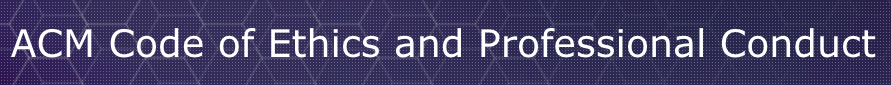 ACM Code of Ethics and Professional Conduct